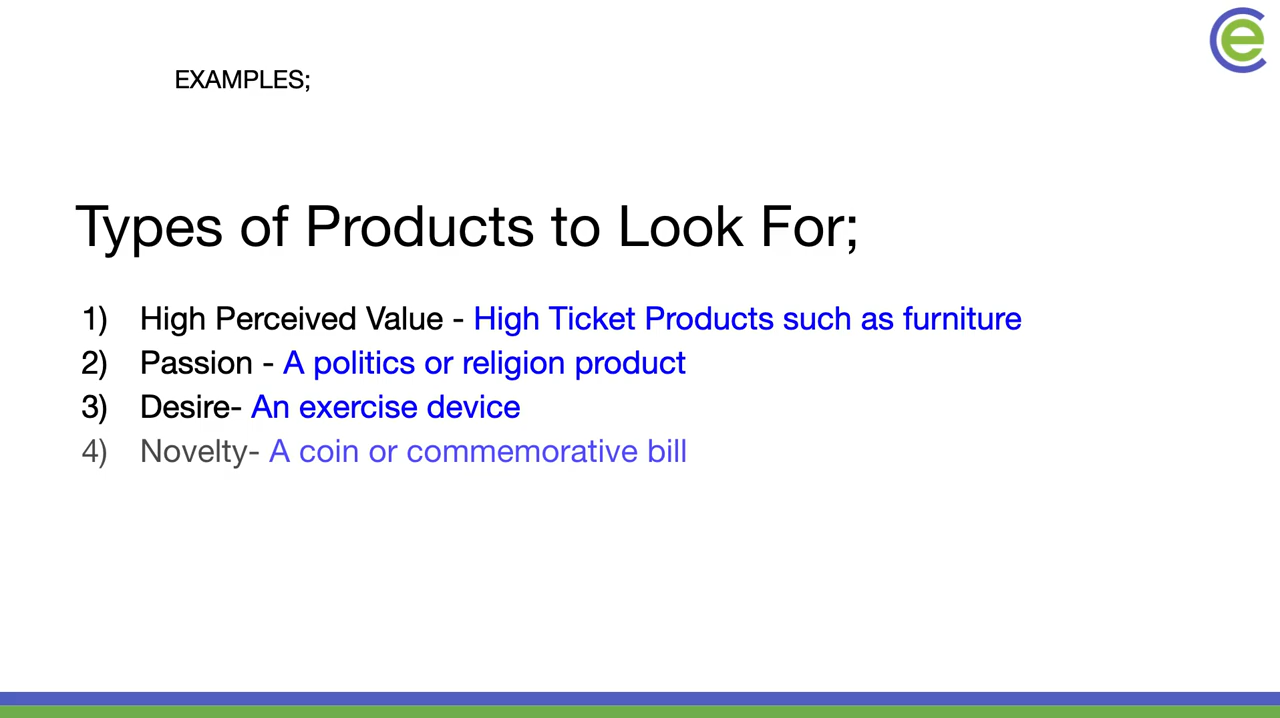 EXAMPLES;
Types of Products to Look For;
1) High Perceived Value - High Ticket Products such as furniture
2) Passion - A politics or religion product
3) Desire- An exercise device
4) Novelty- A coin or commemorative bill